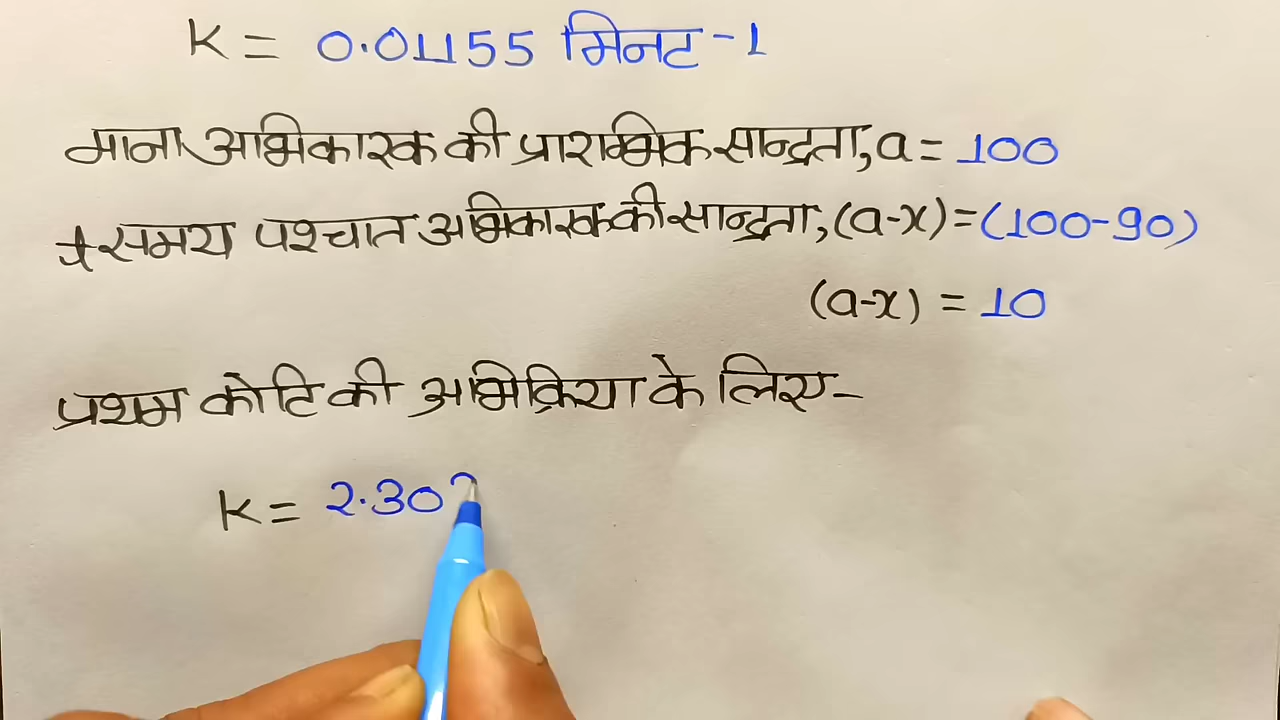 K = 0.01155 मिनट-1
माना अभिकारक की प्रारम्भिक सान्द्रता, a = 100
t समय पश्चात अभिकारक की सान्द्रता, (a-x) = (100-90)
(a-x) = 10
प्रथम कोटि की अभिक्रिया के लिए-
K = 2.30